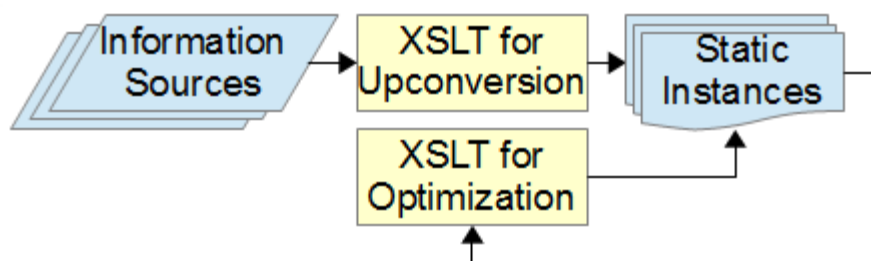 Information
Sources
XSLT for
Upconversion
Static
Instances
XSLT for
Optimization